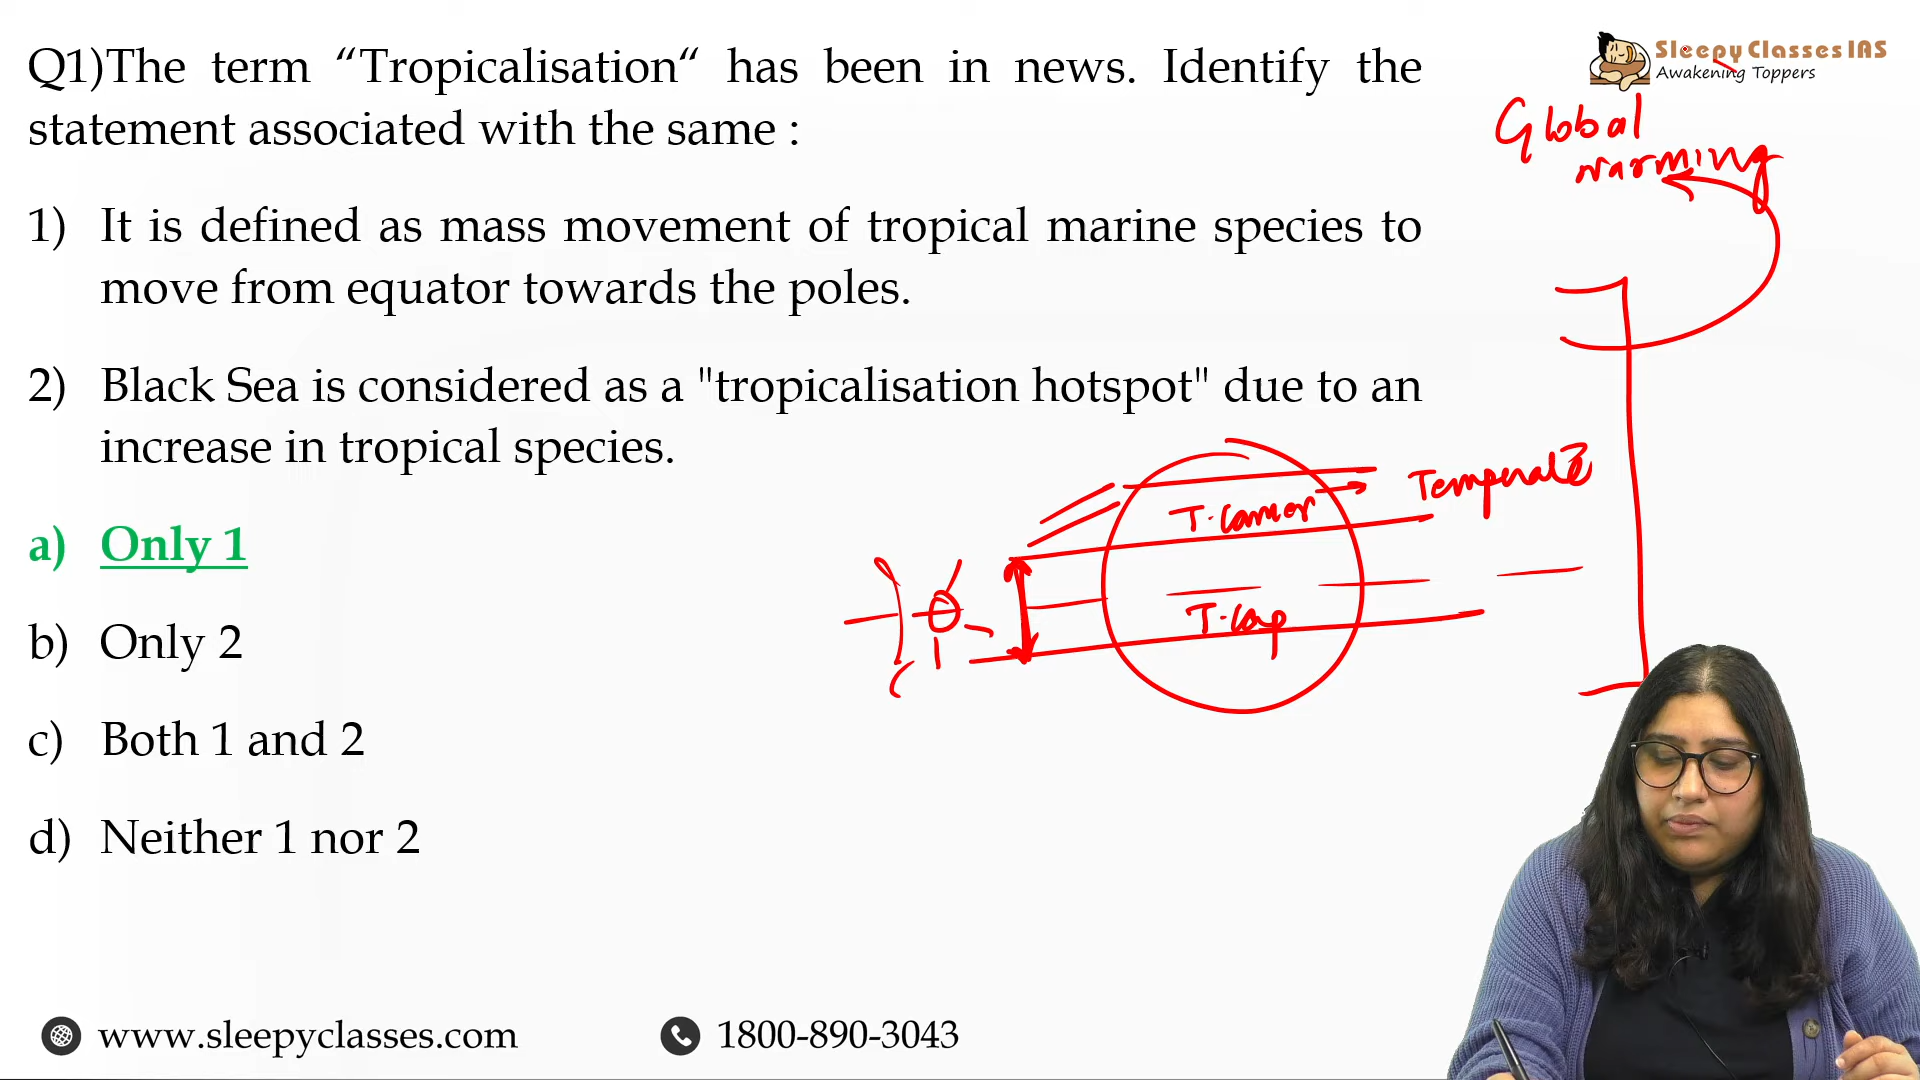 Q1)The term “Tropicalisation“ has been in news. Identify the
statement associated with the same :
1) It is defined as mass movement of tropical marine species to
move from equator towards the poles.
2) Black Sea is considered as a "tropicalisation hotspot" due to an
increase in tropical species.
a) Only 1
b) Only 2
c) Both 1 and 2
d) Neither 1 nor 2
Sleepy Classes IAS
Awakening Toppers
Global
warming
Temperate
T.Cancer
T.Cap
www.sleepyclasses.com
1800-890-3043